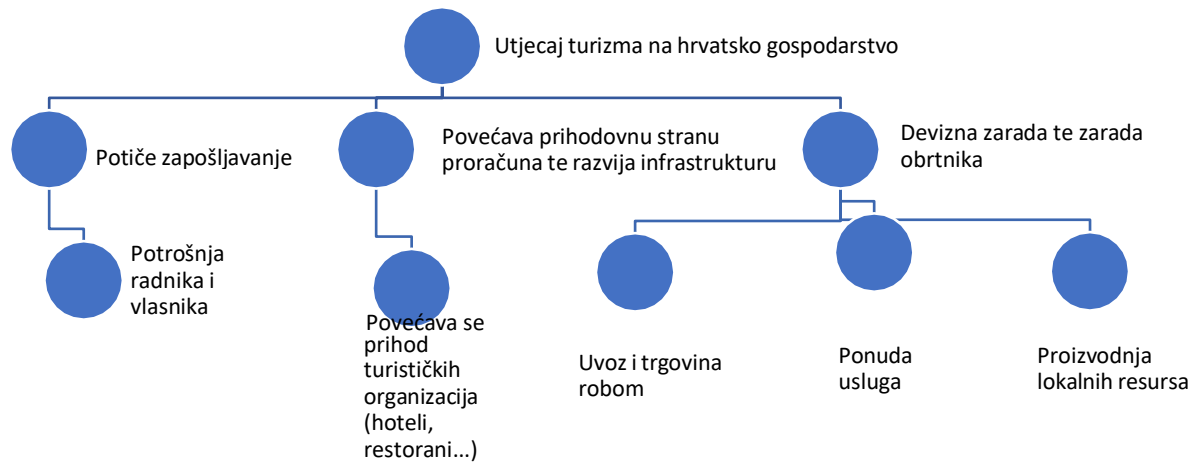 Utjecaj turizma na hrvatsko gospodarstvo
Potiče zapošljavanje
Povećava prihodovnu stranu
proračuna te razvija infrastrukturu
Devizna zarada te zarada
obrtnika
Potrošnja
radnika i
vlasnika
Povećava se
prihod
turističkih
organizacija
(hoteli,
restorani...)
Uvoz i trgovina
robom
Ponuda
usluga
Proizvodnja
lokalnih resursa